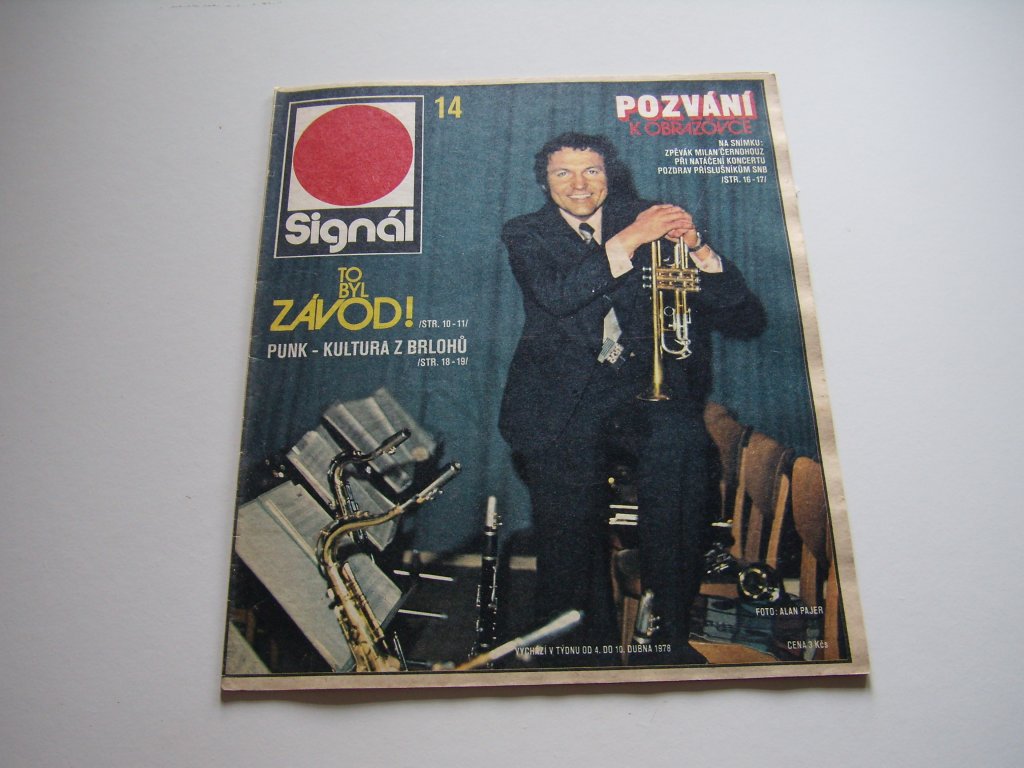 Signál
14
POZVÁNÍ
K OBRAZOVCE
NA SNÍMKU:
ZPĚVÁK MILAN ČERNOHOUZ
PŘI NATÁČENÍ KONCERTU
POZDRAV PŘÍSLUŠNÍKŮM SNB
/STR. 16-17/
TO
BYL
ZÁVOD! /STR. 10-11/
PUNK - KULTURA Z BRLOHŮ
/STR. 18-19/
FOTO: ALAN PAJER
VYCHÁZÍ V TÝDNU OD 4. DO 10. DUBNA 1978
CENA 3 Kčs